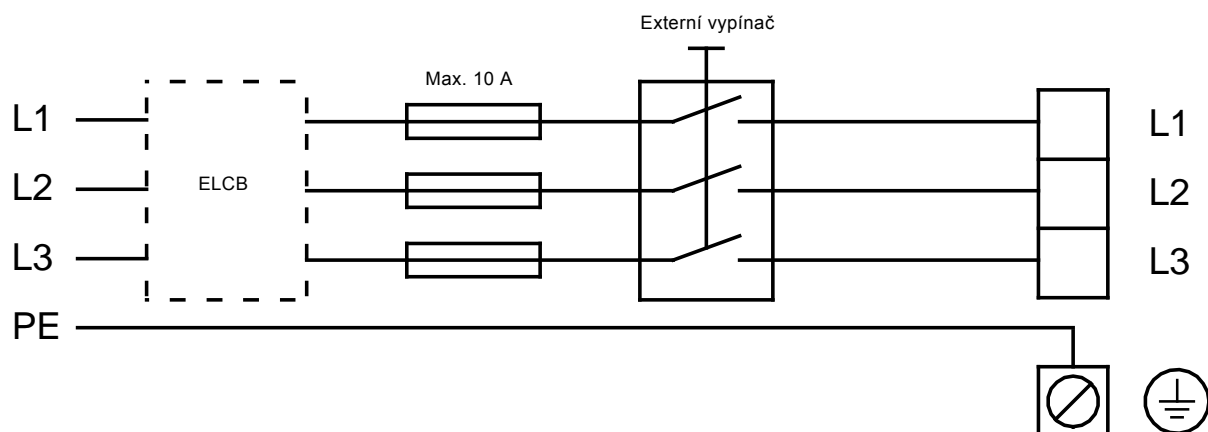 Externí vypínač
Max. 10 A
L1
L1
L2
ELCB
L2
L3
L3
PE